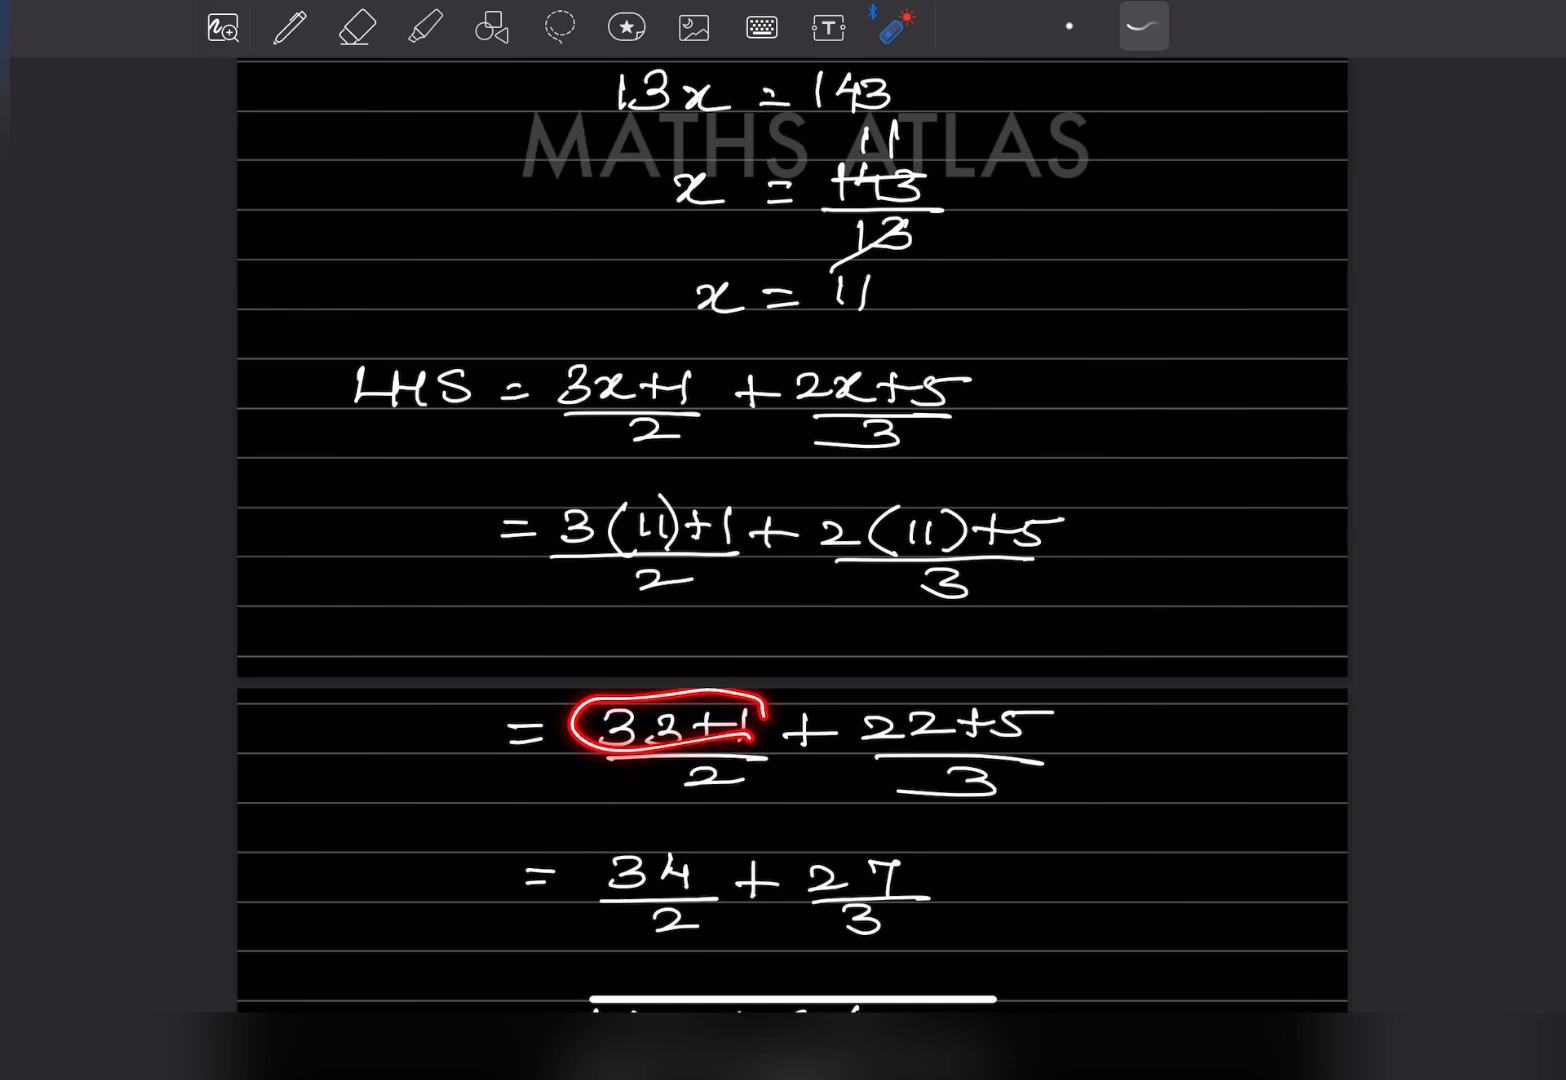 13x = 143
MATHS ATLAS
11
x = 143
13
x = 11
LHS = 3x+1 + 2x+5
2 3
= 3(11)+1 + 2(11)+5
2 3
= 33+1 + 22+5
2 3
= 34 + 27
2 3